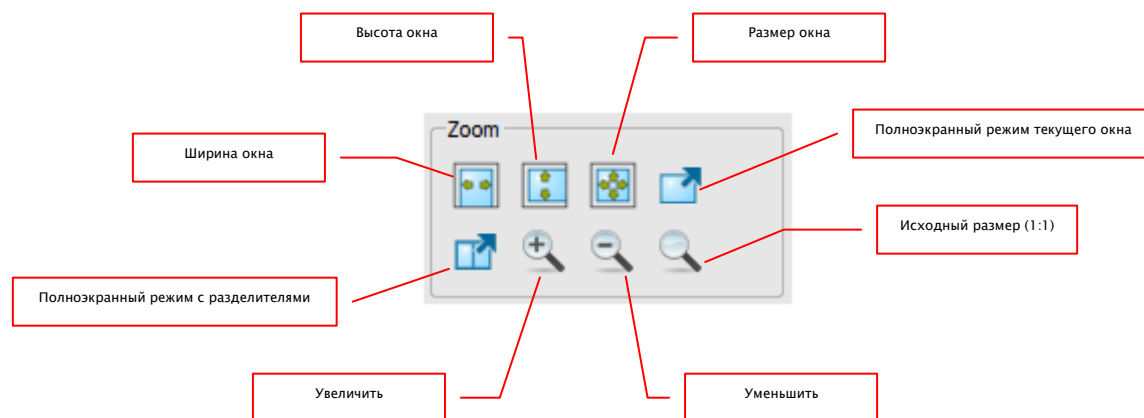 Высота окна
Размер окна
Zoom
Полноэкранный режим текущего окна
Ширина окна
Исходный размер (1:1)
Полноэкранный режим с разделителями
Увеличить
Уменьшить